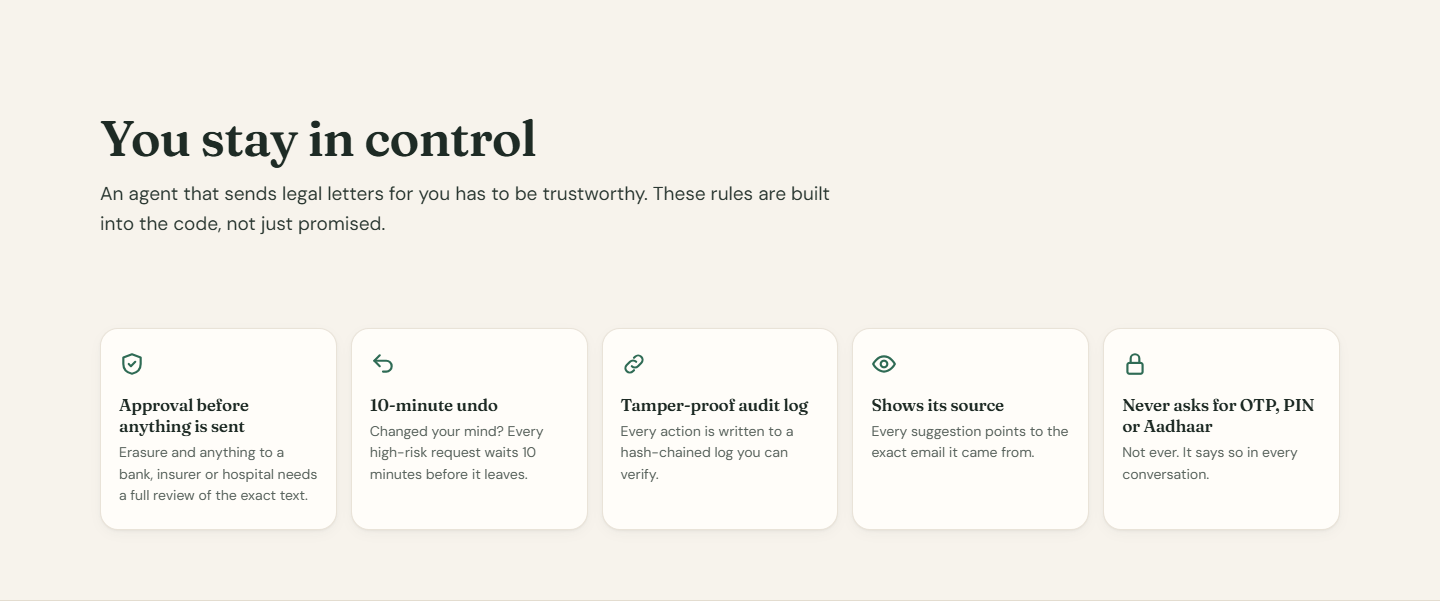 You stay in control
An agent that sends legal letters for you has to be trustworthy. These rules are built
into the code, not just promised.
Approval before
anything is sent
Erasure and anything to a
bank, insurer or hospital needs
a full review of the exact text.
10-minute undo
Changed your mind? Every
high-risk request waits 10
minutes before it leaves.
Tamper-proof audit log
Every action is written to a
hash-chained log you can
verify.
Shows its source
Every suggestion points to the
exact email it came from.
Never asks for OTP, PIN
or Aadhaar
Not ever. It says so in every
conversation.